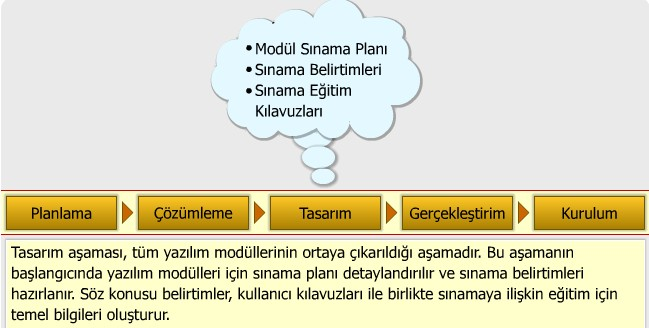 • Modül Sınama Planı
• Sınama Belirtimleri
• Sınama Eğitim
Kılavuzları
Planlama Çözümleme Tasarım Gerçekleştirim Kurulum
Tasarım aşaması, tüm yazılım modüllerinin ortaya çıkarıldığı aşamadır. Bu aşamanın
başlangıcında yazılım modülleri için sınama planı detaylandırılır ve sınama belirtimleri
hazırlanır. Söz konusu belirtimler, kullanıcı kılavuzları ile birlikte sınamaya ilişkin eğitim için
temel bilgileri oluşturur.